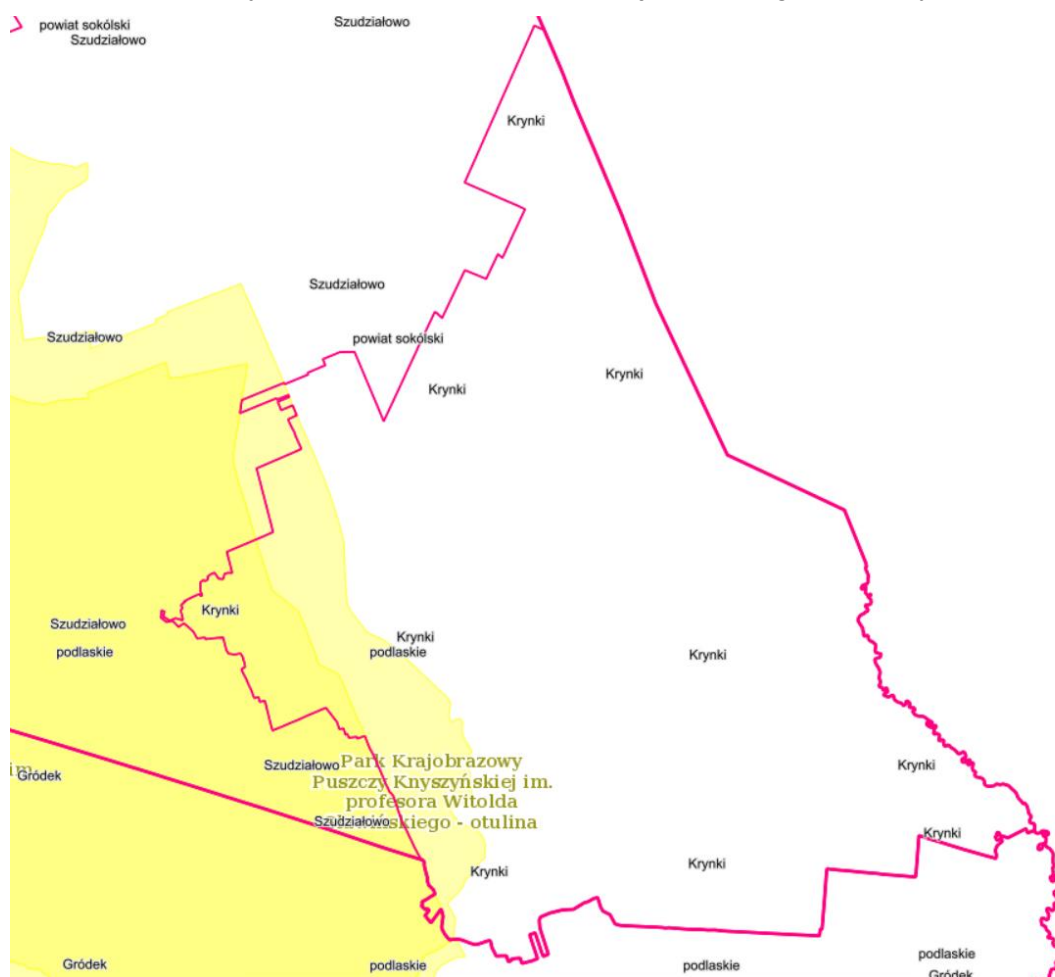 powiat sokólski
Szudziałowo
Szudziałowo
Krynki
Szudziałowo
Szudziałowo
powiat sokólski
Krynki
Krynki
Krynki
Szudziałowo
podlaskie
Krynki
podlaskie
Krynki
Szudziałowo
Park Krajobrazowy
Puszczy Knyszyńskiej im.
profesora Witolda
otulina
Szudziałowo
im.
Gródek
Krynki
Krynki
Krynki
Krynki
Gródek
podlaskie
podlaskie
podlaskie
Gródek